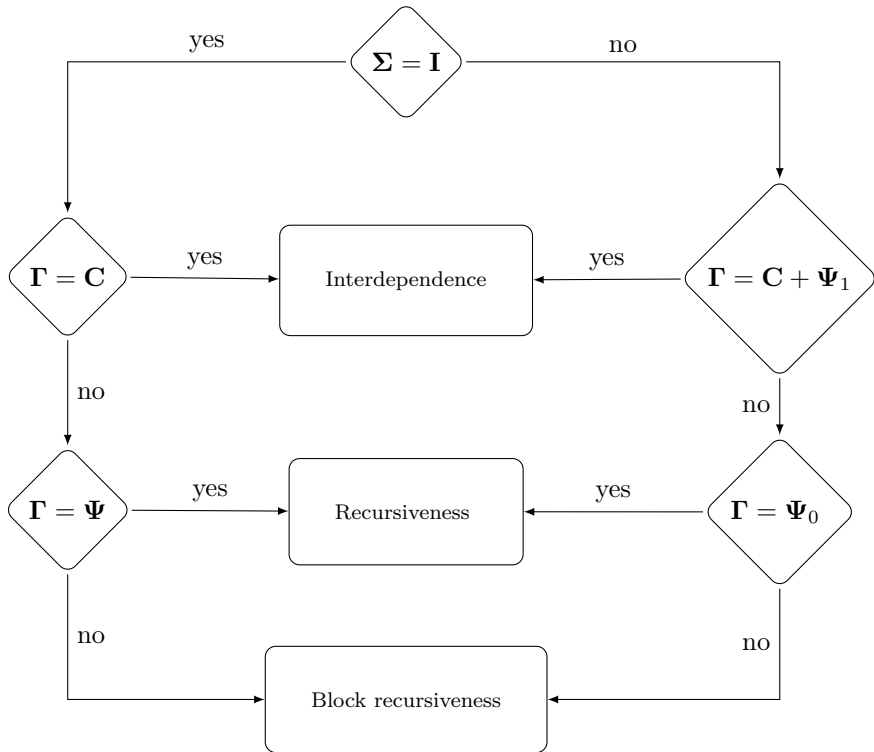 yes
𝚺 = 𝐈
no
𝚪 = 𝐂
yes
Interdependence
yes
𝚪 = 𝐂 + 𝚿₁
no
no
𝚪 = 𝚿
yes
Recursiveness
yes
𝚪 = 𝚿₀
no
no
Block recursiveness